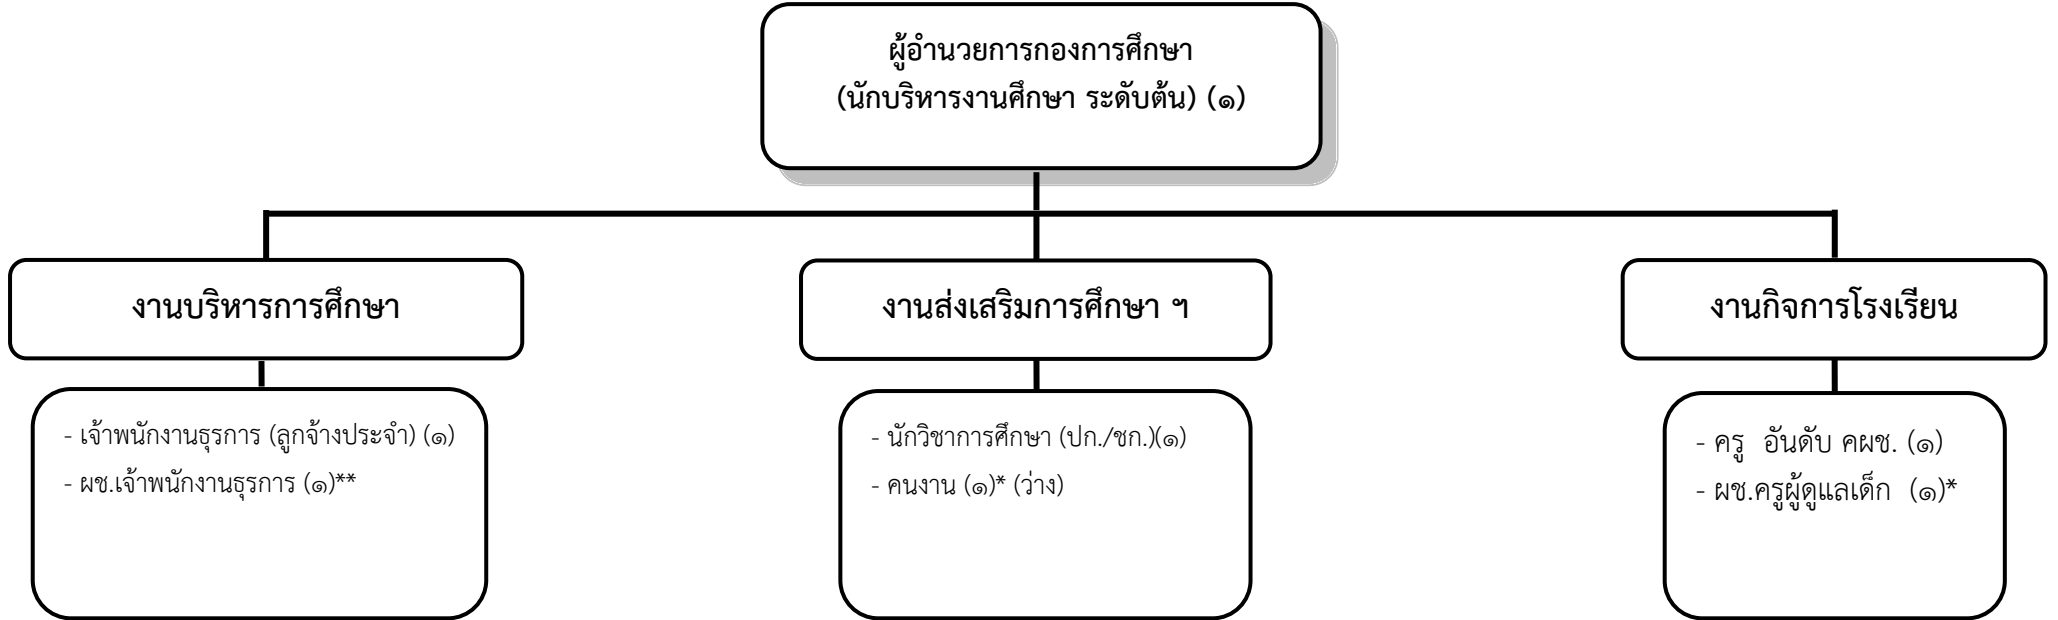 ผู้อำนวยการกองการศึกษา
(นักบริหารงานศึกษา ระดับต้น) (๑)
งานบริหารการศึกษา
งานส่งเสริมการศึกษา ฯ
งานกิจการโรงเรียน
- เจ้าพนักงานธุรการ (ลูกจ้างประจำ) (๑)
- ผช.เจ้าพนักงานธุรการ (๑)**
- นักวิชาการศึกษา (ปก./ชก.)(๑)
- คนงาน (๑)* (ว่าง)
- ครู อันดับ คผช. (๑)
- ผช.ครูผู้ดูแลเด็ก (๑)*